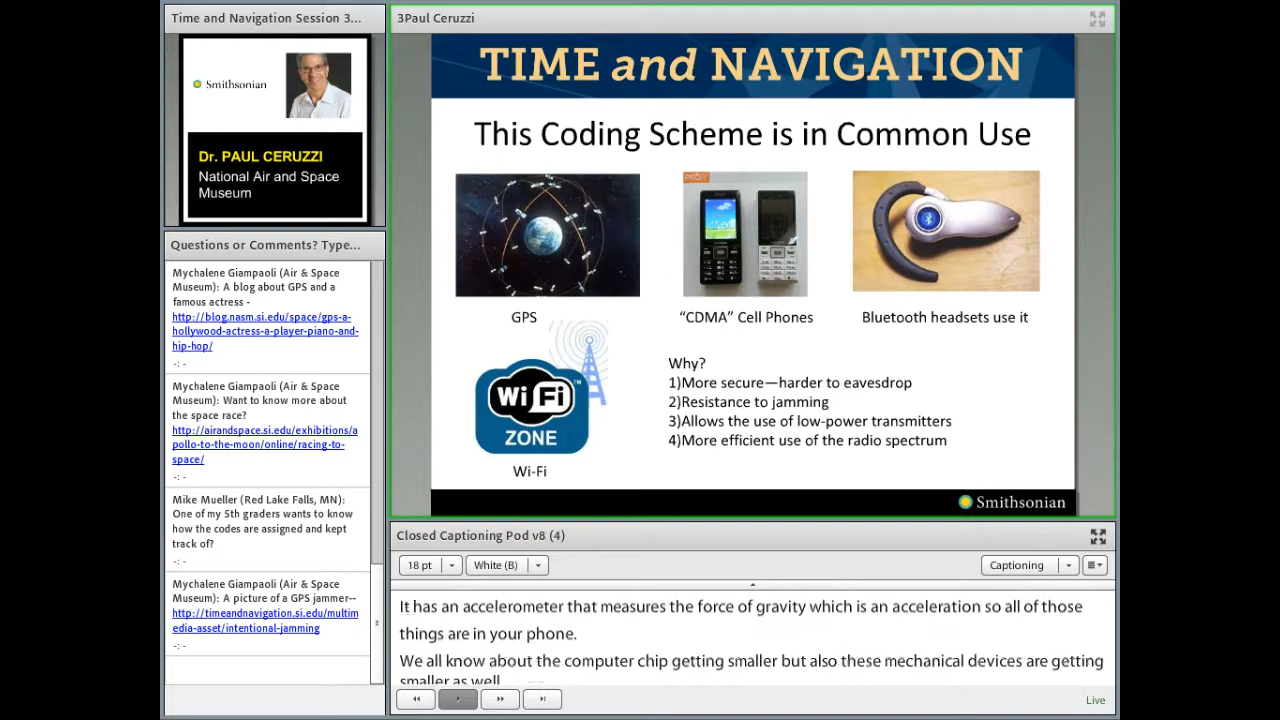 Time and Navigation Session 3...
Smithsonian
Dr. PAUL CERUZZI
National Air and Space
Museum
Questions or Comments? Type...
Mychalene Giampaoli (Air & Space
Museum): A blog about GPS and a
famous actress -
http://blog.nasm.si.edu/space/gps-a-
hollywood-actress-a-player-piano-and-
hip-hop/
-: -
Mychalene Giampaoli (Air & Space
Museum): Want to know more about
the space race?
http://airandspace.si.edu/exhibitions/a
pollo-to-the-moon/online/racing-to-
space/
-: -
Mike Mueller (Red Lake Falls, MN):
One of my 5th graders wants to know
how the codes are assigned and kept
track of?
-: -
Mychalene Giampaoli (Air & Space
Museum): A picture of a GPS jammer--
http://timeandnavigation.si.edu/multim
edia-asset/intentional-jamming
-: -
3Paul Ceruzzi
TIME and NAVIGATION
This Coding Scheme is in Common Use
GPS
“CDMA” Cell Phones
Bluetooth headsets use it
Wi Fi
TM
ZONE
Wi-Fi
Why?
1)More secure—harder to eavesdrop
2)Resistance to jamming
3)Allows the use of low-power transmitters
4)More efficient use of the radio spectrum
Smithsonian
Closed Captioning Pod v8 (4)
18 pt
White (B)
Captioning
It has an accelerometer that measures the force of gravity which is an acceleration so all of those
things are in your phone.
We all know about the computer chip getting smaller but also these mechanical devices are getting
smaller as well
Live